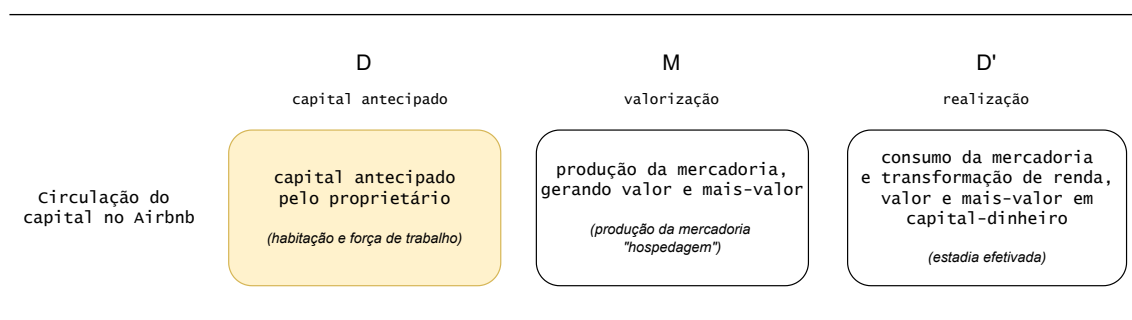 D
M
D'
capital antecipado
valorização
realização
Circulação do
capital no Airbnb
capital antecipado
pelo proprietário
(habitação e força de trabalho)
produção da mercadoria,
gerando valor e mais-valor
(produção da mercadoria
"hospedagem")
consumo da mercadoria
e transformação de renda,
valor e mais-valor em
capital-dinheiro
(estadia efetivada)